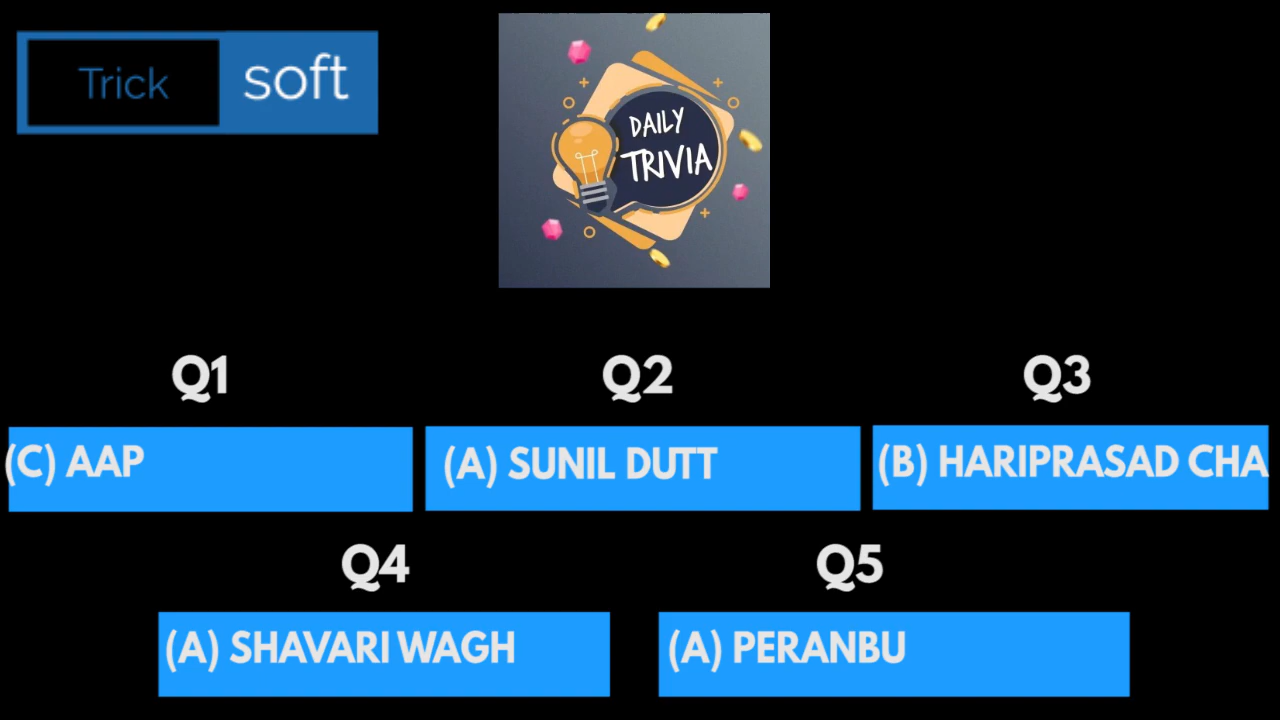 Trick soft
DAILY
TRIVIA
Q1 Q2 Q3
(C) AAP (A) SUNIL DUTT (B) HARIPRASAD CHA
Q4 Q5
(A) SHAVARI WAGH (A) PERANBU